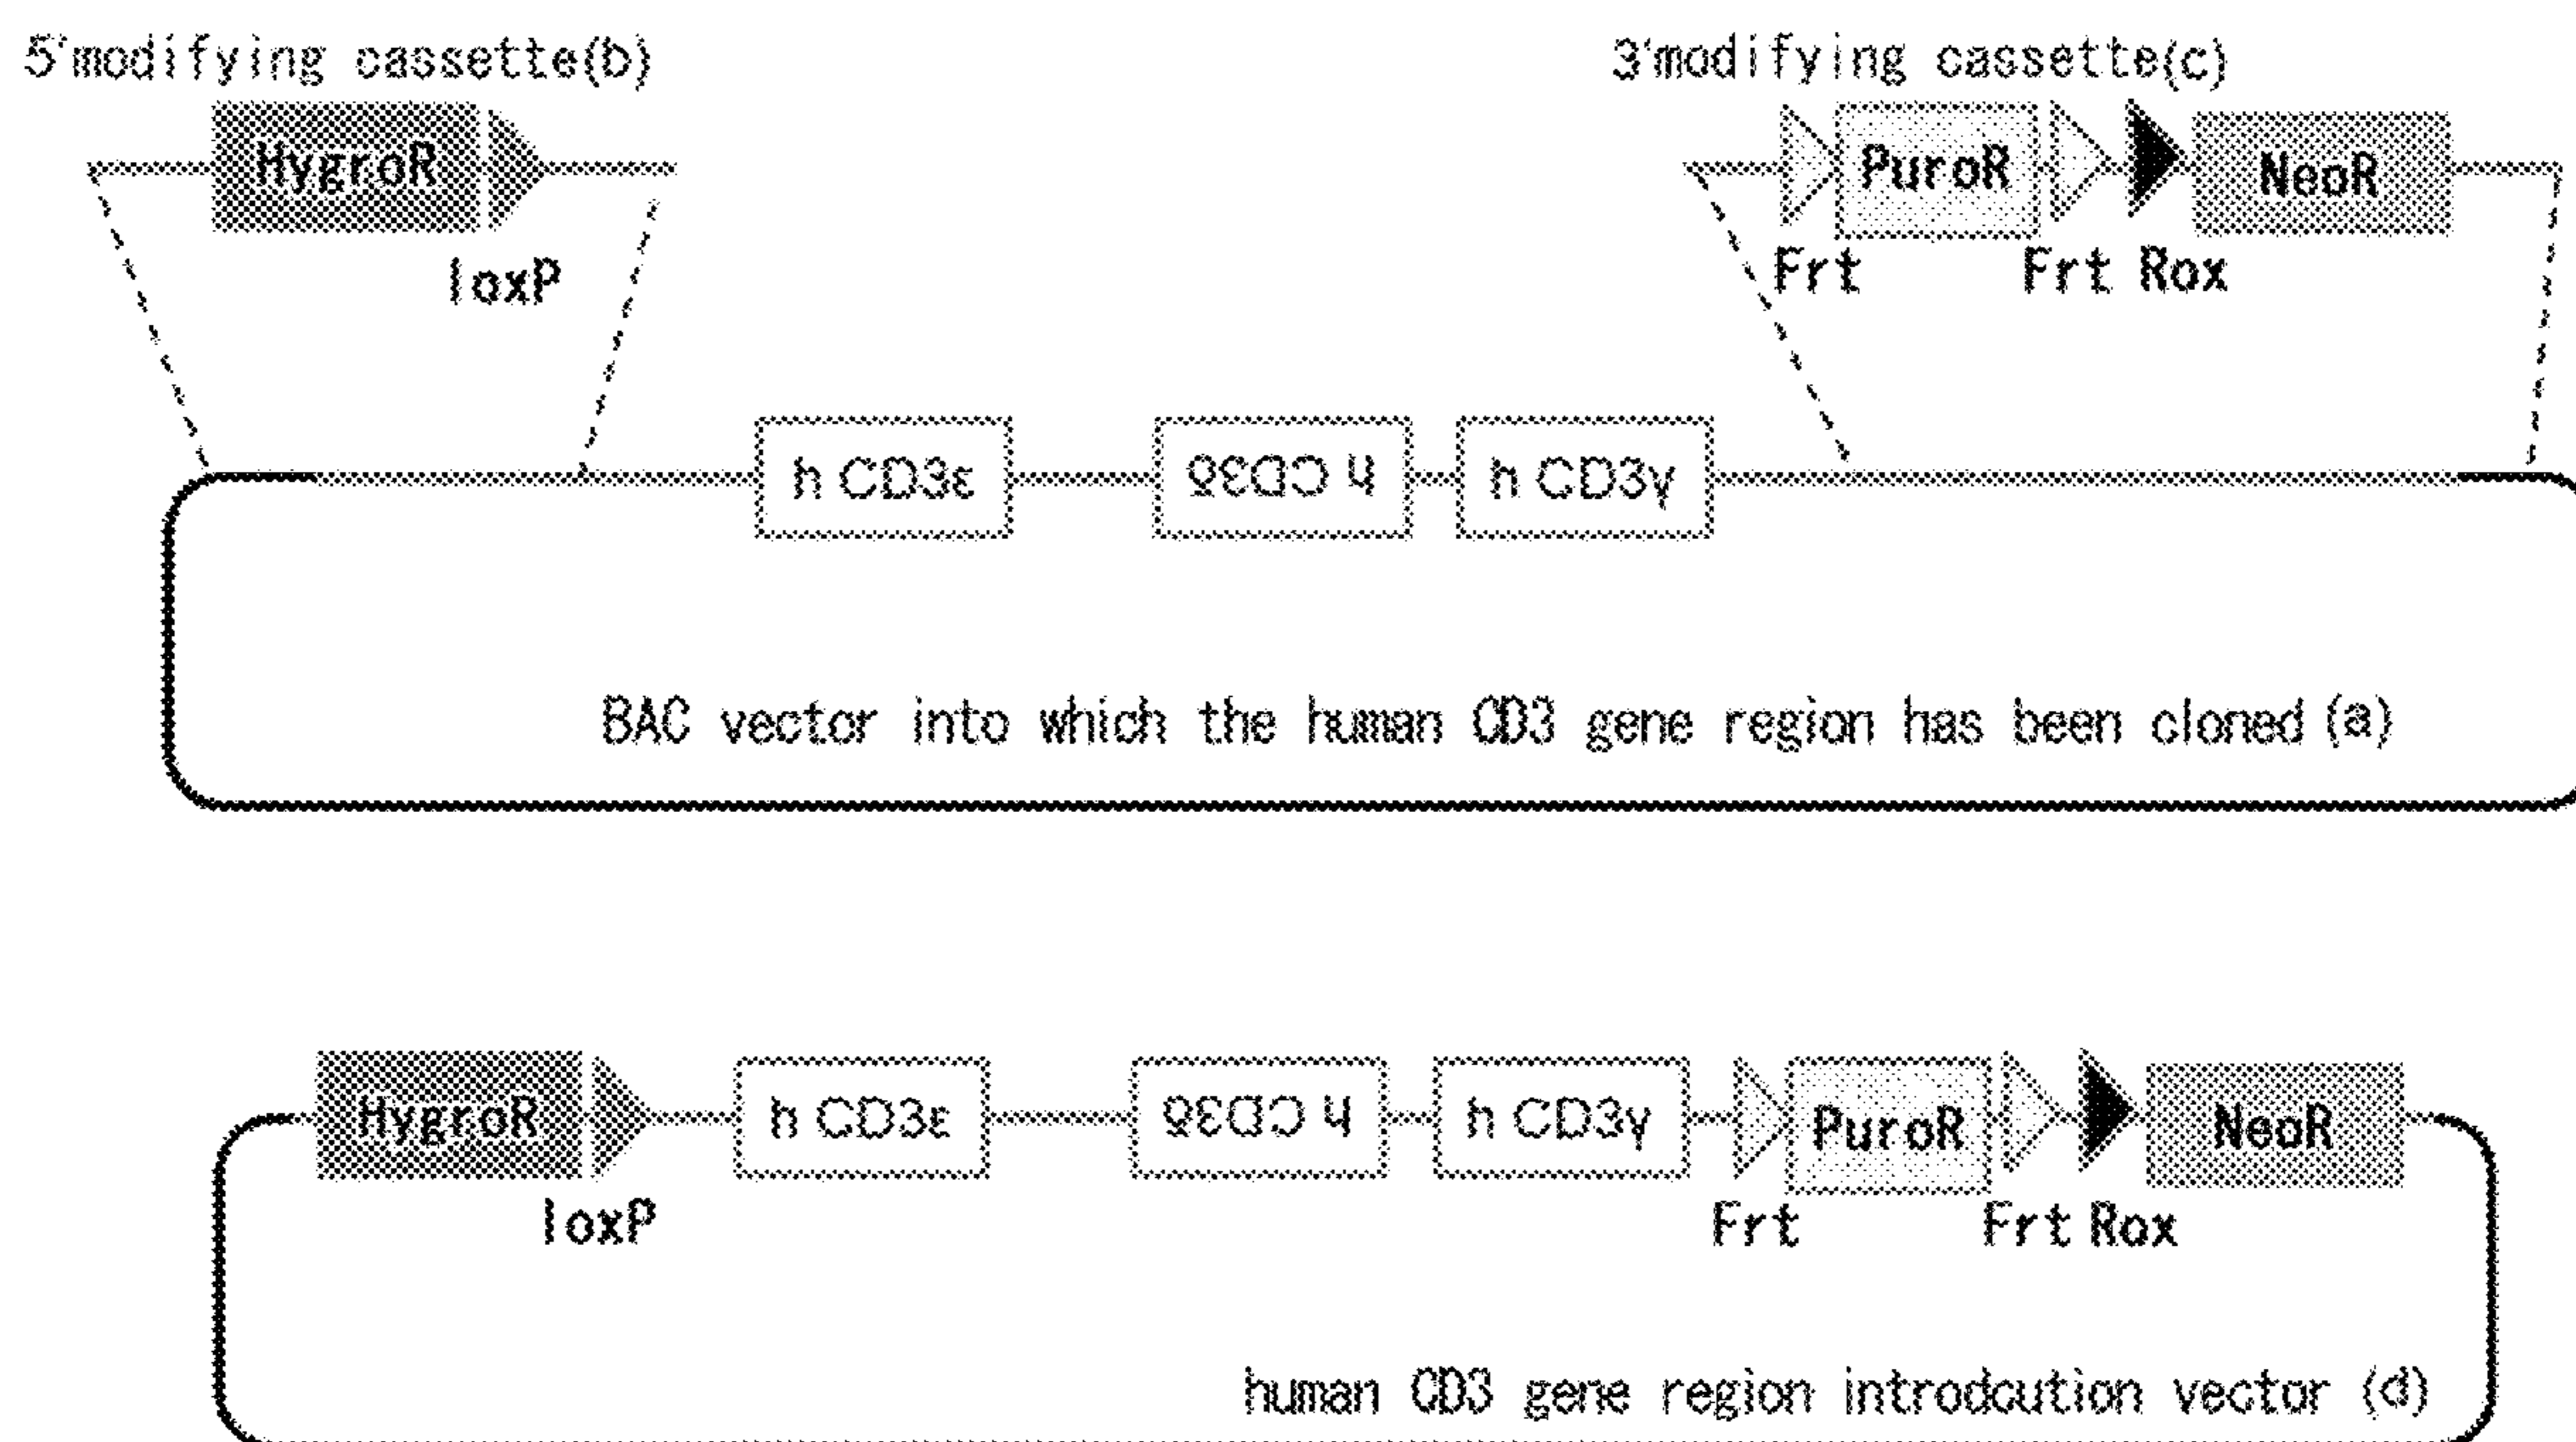 5'modifying cassette(b)
3'modifying cassette(c)
HygroR
PuroR
NeoR
loxP
Frt
Frt
Rox
h CD3ε
h CD3δ
h CD3γ
BAC vector into which the human CD3 gene region has been cloned (a)
HygroR
h CD3ε
h CD3δ
h CD3γ
PuroR
NeoR
loxP
Frt
Frt
Rox
human CD3 gene region introdcution vector (d)